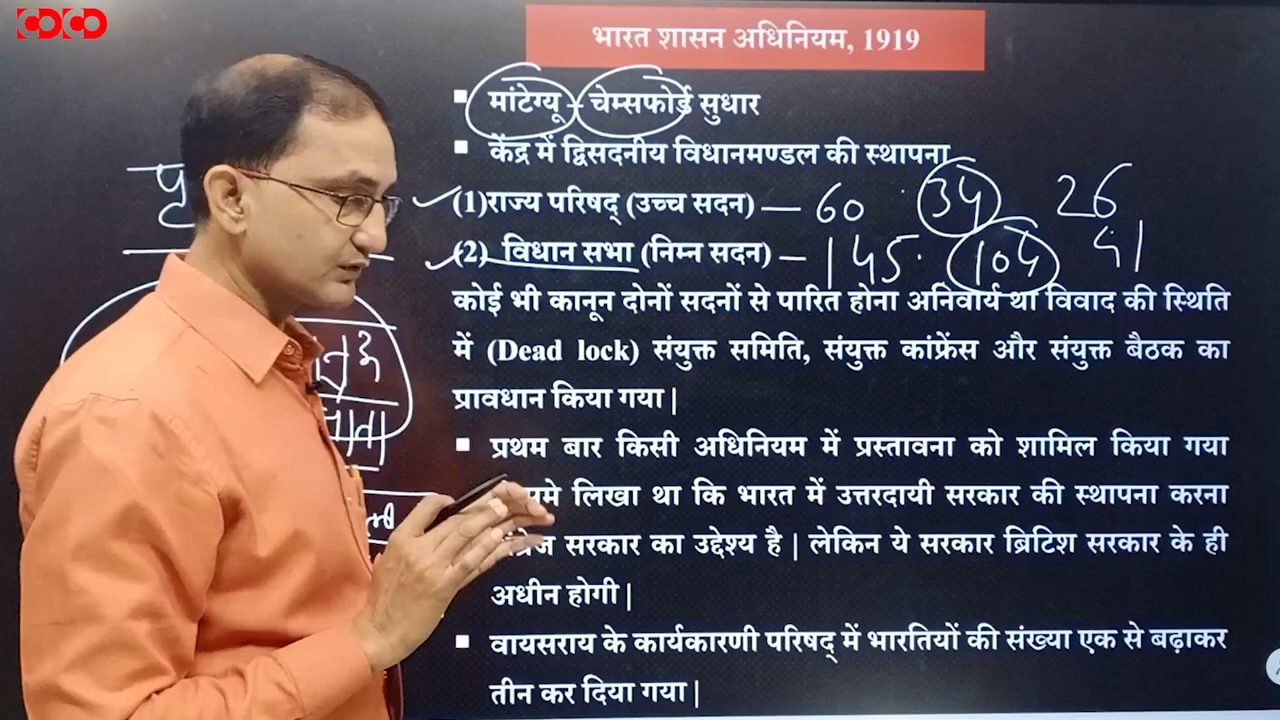 COCO
भारत शासन अधिनियम, 1919
मांटेग्यू - चेम्सफोर्ड सुधार
केंद्र में द्विसदनीय विधानमण्डल की स्थापना
(1)राज्य परिषद् (उच्च सदन) — 60 34 26
(2) विधान सभा (निम्न सदन) — 145 104 41
कोई भी कानून दोनों सदनों से पारित होना अनिवार्य था विवाद की स्थिति
में (Dead lock) संयुक्त समिति, संयुक्त कांफ्रेंस और संयुक्त बैठक का
प्रावधान किया गया |
प्रथम बार किसी अधिनियम में प्रस्तावना को शामिल किया गया
लिखा था कि भारत में उत्तरदायी सरकार की स्थापना करना
सरकार का उद्देश्य है | लेकिन ये सरकार ब्रिटिश सरकार के ही
अधीन होगी |
वायसराय के कार्यकारणी परिषद् में भारतियों की संख्या एक से बढ़ाकर
तीन कर दिया गया |